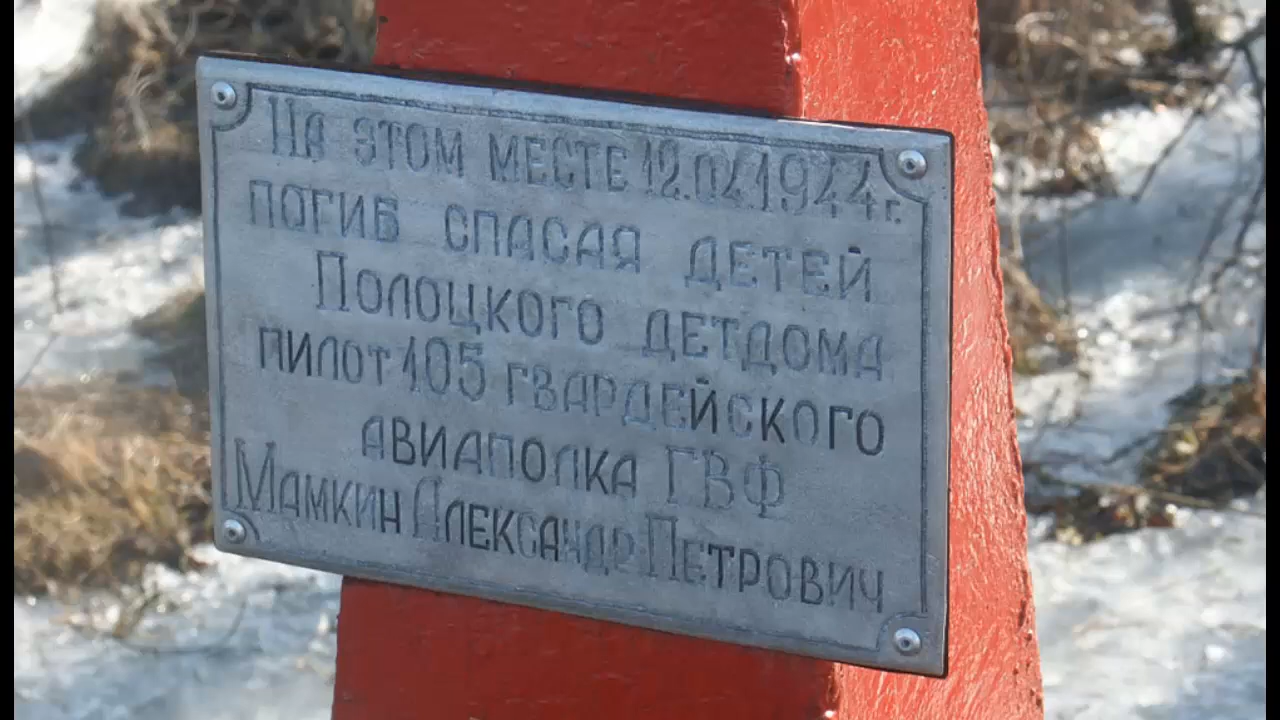 На этом месте 12.04.1944г.
погиб спасая детей
Полоцкого детдома
пилот 105 гвардейского
авиаполка ГВФ
Мамкин Александр Петрович